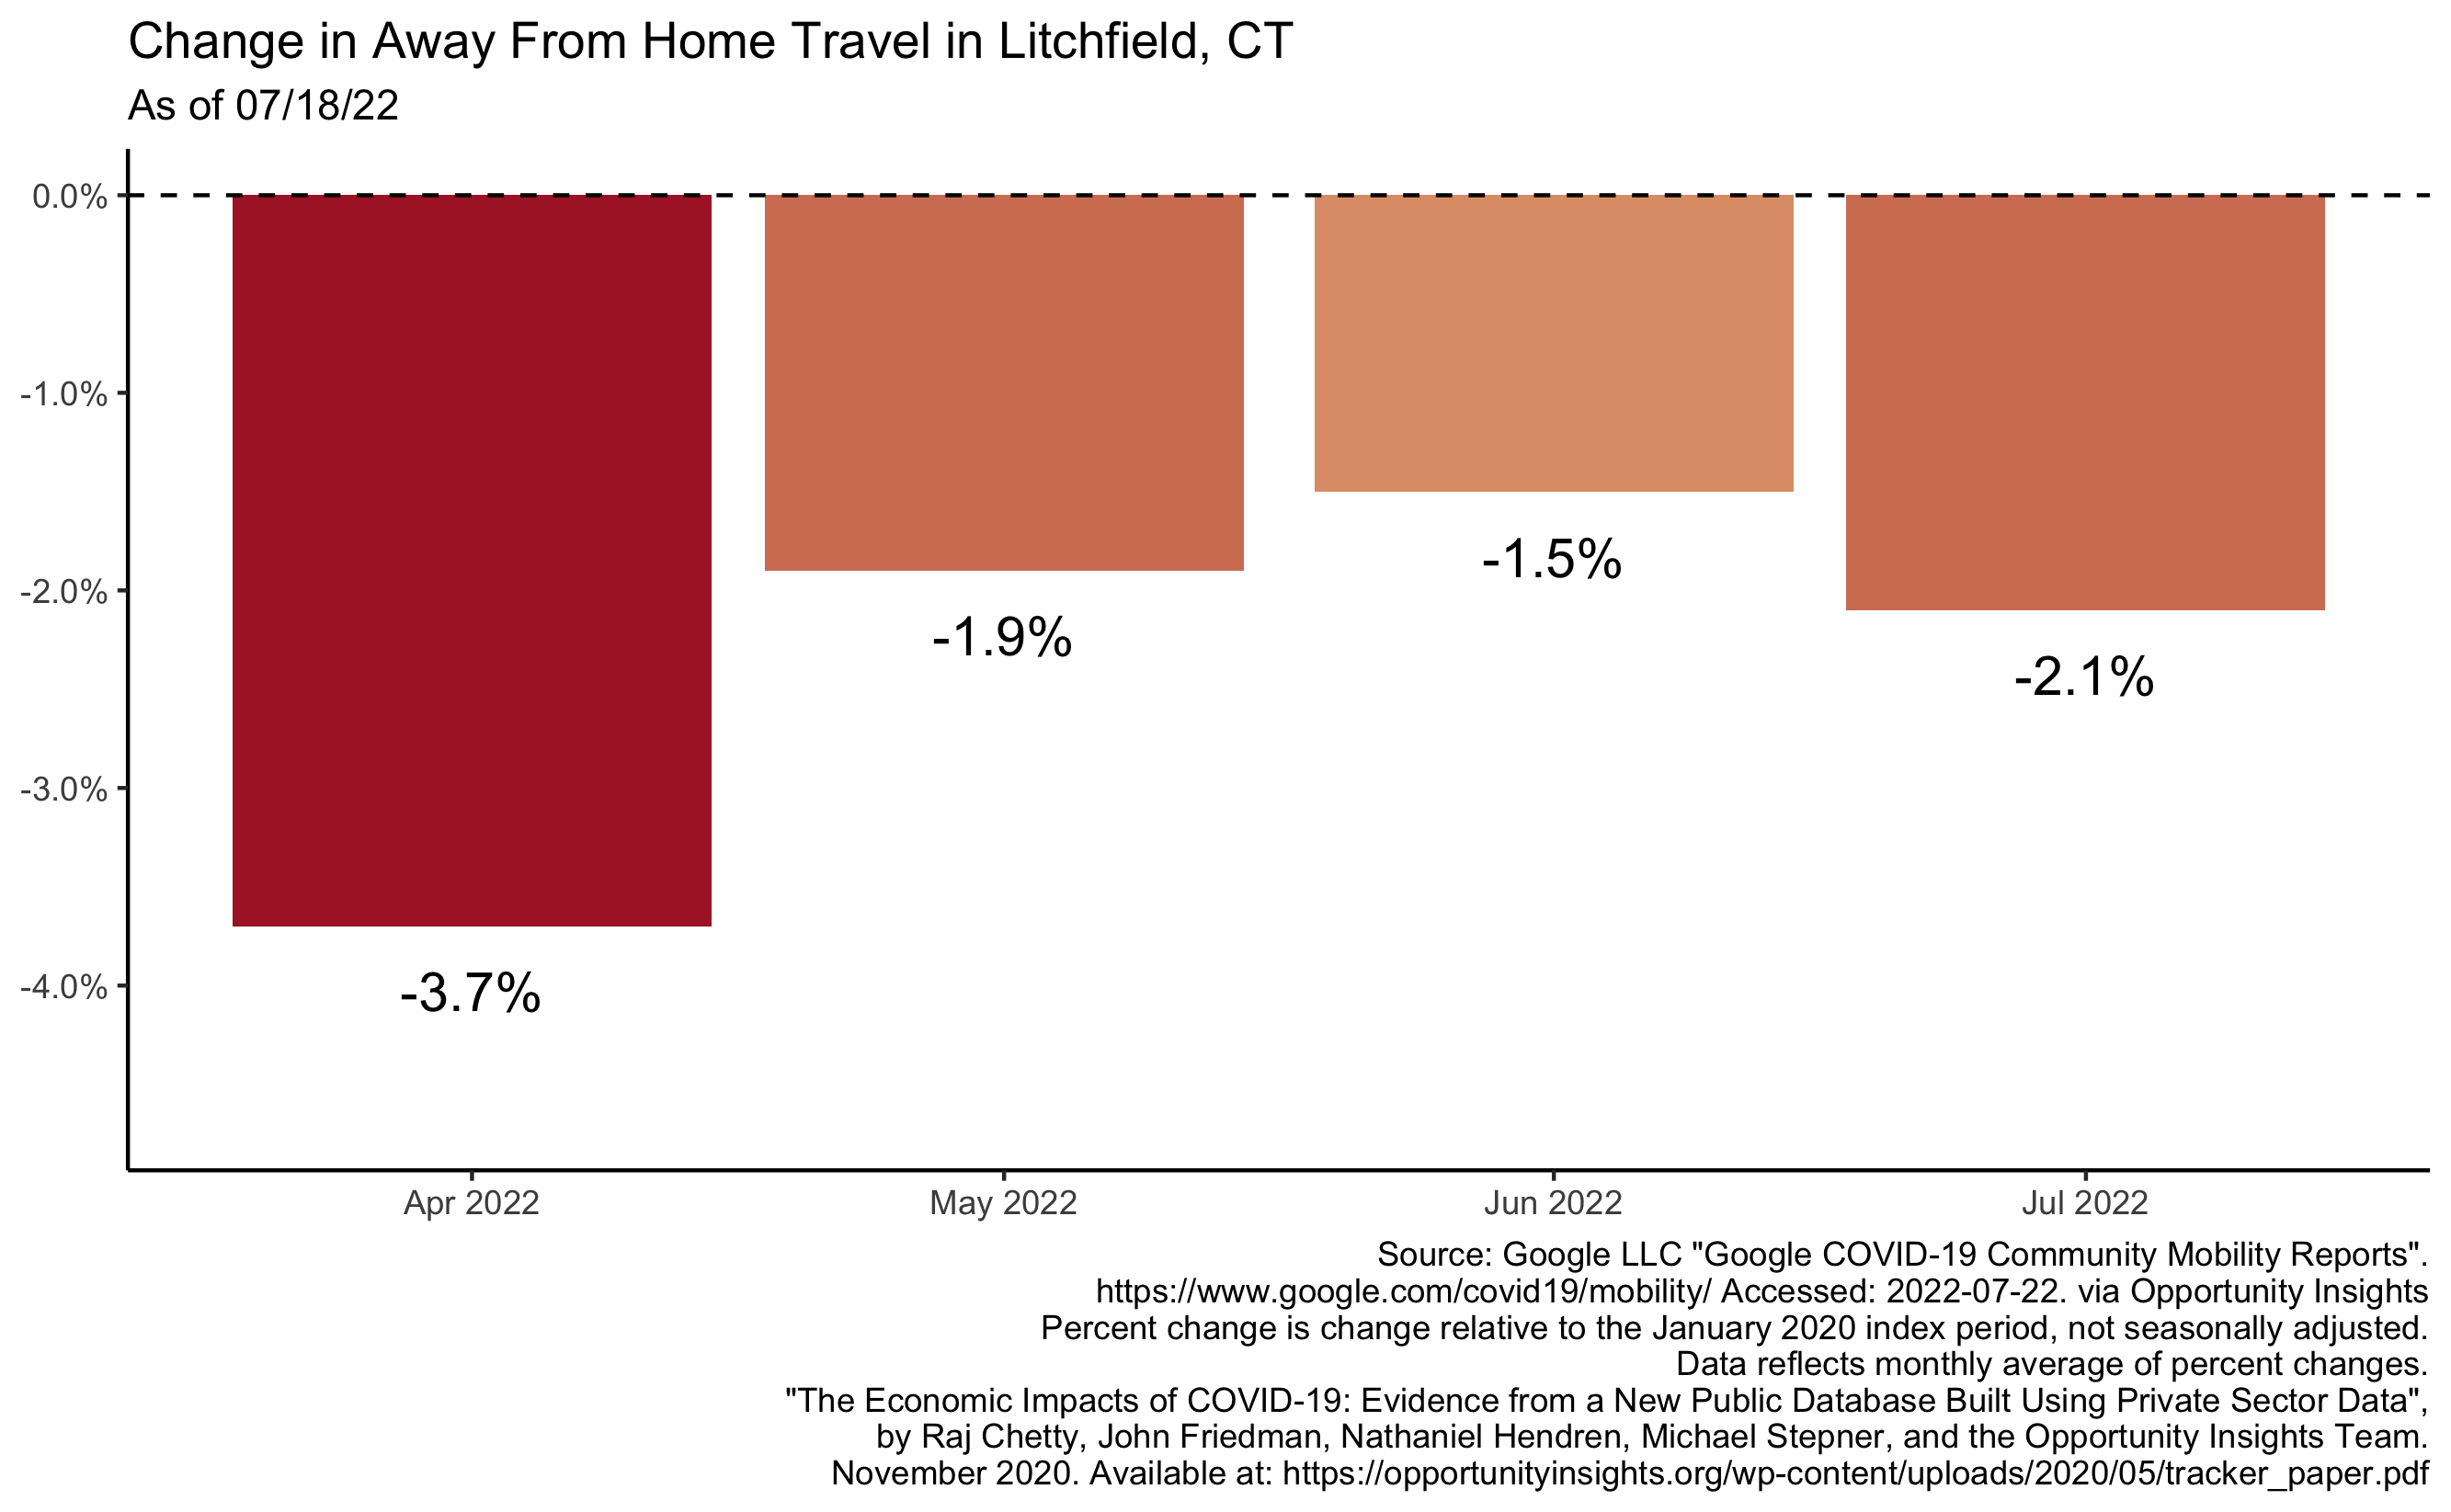 Change in Away From Home Travel in Litchfield, CT
As of 07/18/22
0.0%
-1.0%
-2.0%
-3.0%
-4.0%
-3.7%
-1.9%
-1.5%
-2.1%
Apr 2022
May 2022
Jun 2022
Jul 2022
Source: Google LLC "Google COVID-19 Community Mobility Reports".
https://www.google.com/covid19/mobility/ Accessed: 2022-07-22. via Opportunity Insights
Percent change is change relative to the January 2020 index period, not seasonally adjusted.
Data reflects monthly average of percent changes.
"The Economic Impacts of COVID-19: Evidence from a New Public Database Built Using Private Sector Data",
by Raj Chetty, John Friedman, Nathaniel Hendren, Michael Stepner, and the Opportunity Insights Team.
November 2020. Available at: https://opportunityinsights.org/wp-content/uploads/2020/05/tracker_paper.pdf